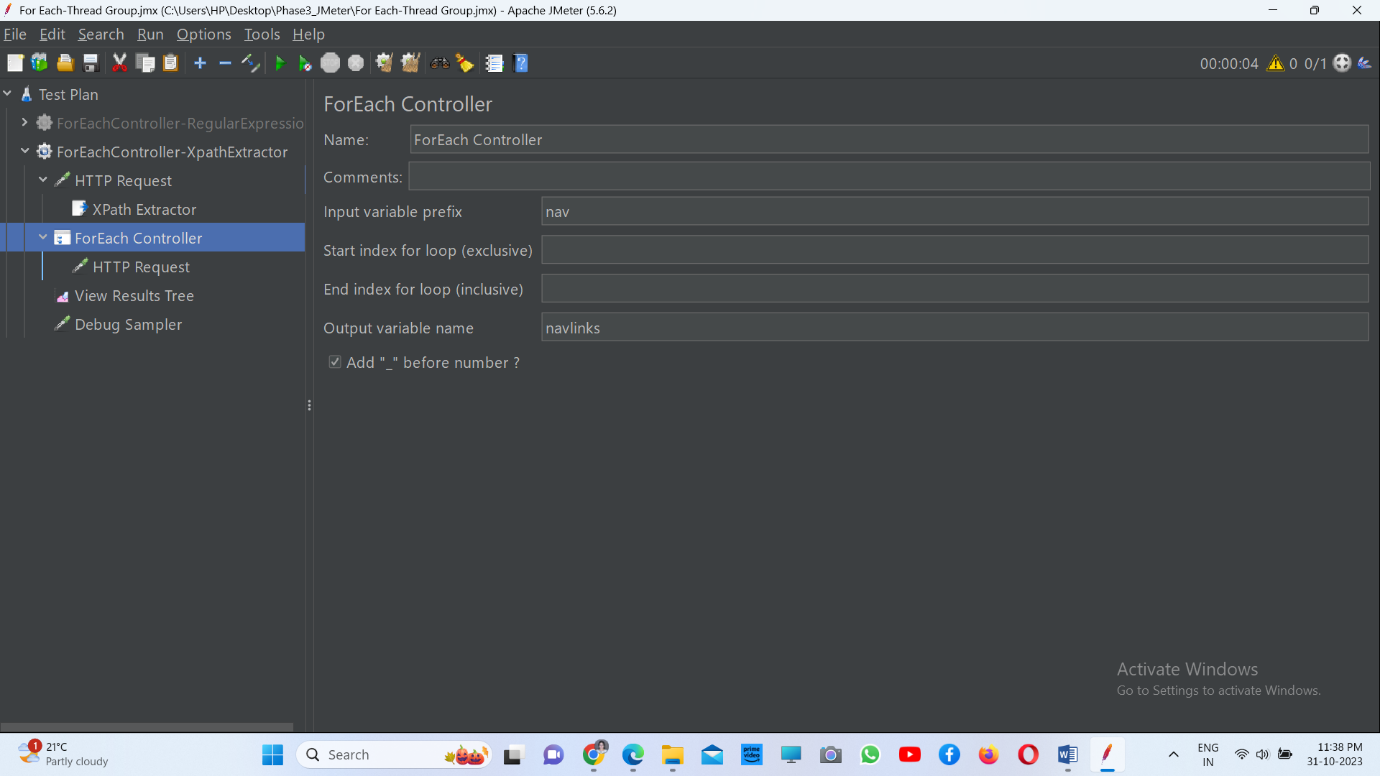 For Each-Thread Group.jmx (C:\Users\HP\Desktop\Phase3_JMeter\For Each-Thread Group.jmx) - Apache JMeter (5.6.2)
File Edit Search Run Options Tools Help
00:00:04 0 0/1
Test Plan
ForEachController-RegularExpressio
ForEachController-XpathExtractor
HTTP Request
XPath Extractor
ForEach Controller
HTTP Request
View Results Tree
Debug Sampler
ForEach Controller
Name: ForEach Controller
Comments:
Input variable prefix nav
Start index for loop (exclusive)
End index for loop (inclusive)
Output variable name navlinks
Add "_" before number ?
Activate Windows
Go to Settings to activate Windows.
1
21°C
Partly cloudy
Search
prime video
ENG
IN
11:38 PM
31-10-2023